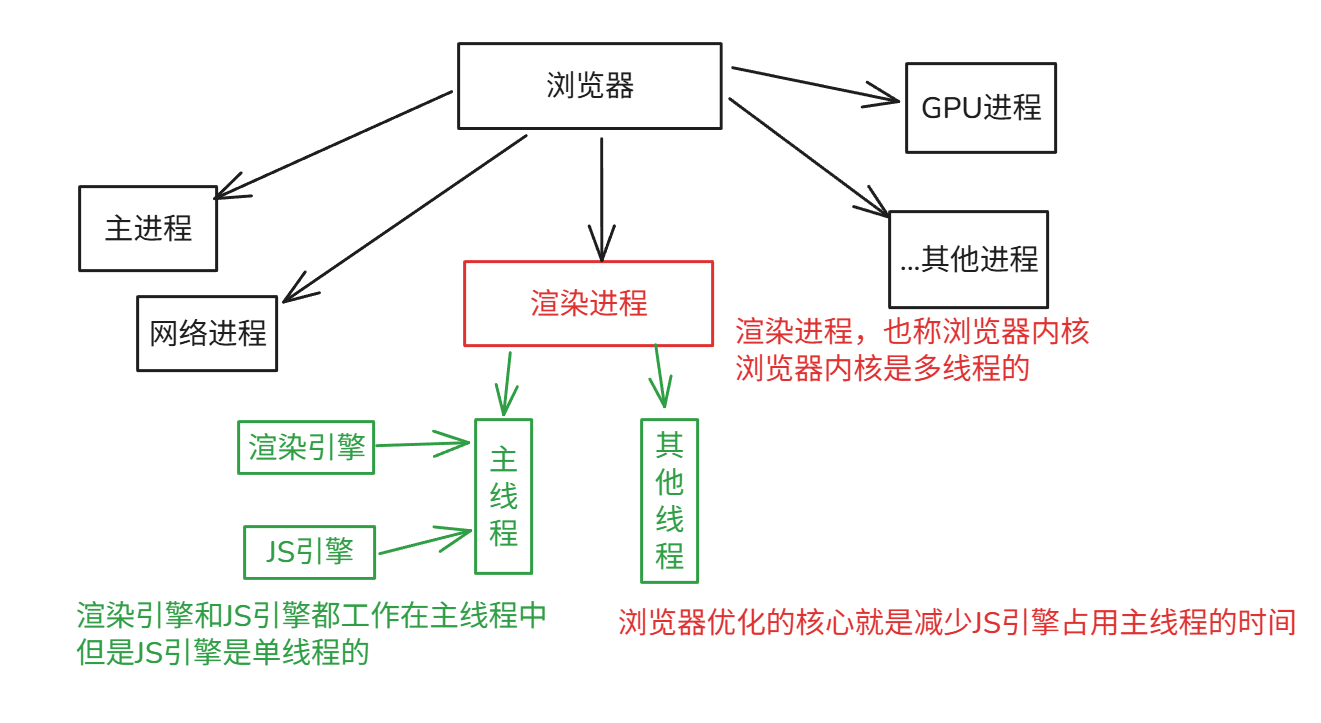 浏览器
GPU进程
主进程
...其他进程
网络进程
渲染进程
渲染进程，也称浏览器内核
浏览器内核是多线程的
渲染引擎
主线程
其他线程
JS引擎
渲染引擎和JS引擎都工作在主线程中
但是JS引擎是单线程的
浏览器优化的核心就是减少JS引擎占用主线程的时间